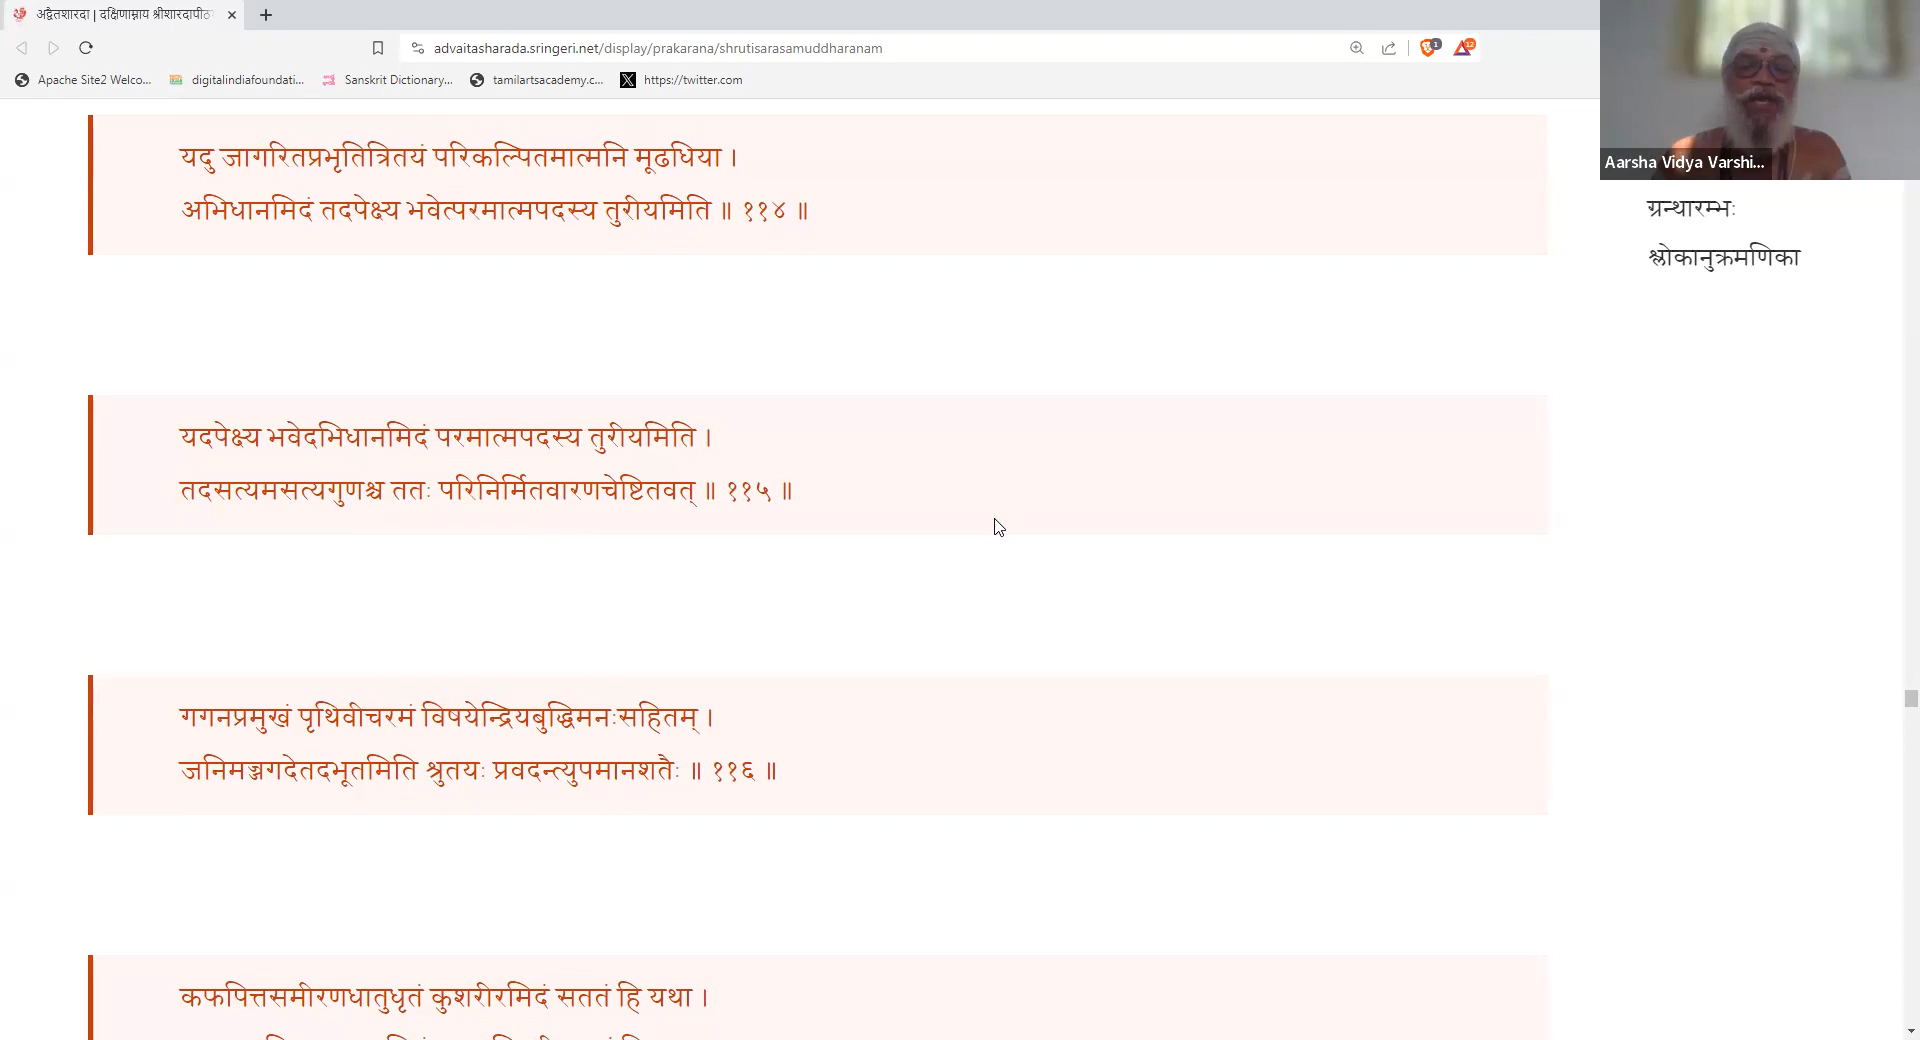 अद्वैतशारदा | दक्षिणाम्नाय श्रीशारदापीठ
advaitasharada.sringeri.net/display/prakarana/shrutisarasamuddharanam
1
12
Apache Site2 Welco...
digitalindiafoundati...
Sanskrit Dictionary...
tamilartsacademy.c...
https://twitter.com
Aarsha Vidya Varshi...
यदु जागरितप्रभृतित्रितयं परिकल्पितमात्मनि मूढधिया ।
अभिधानमिदं तदपेक्ष्य भवेत्परमात्मपदस्य तुरीयमिति ॥ ११४ ॥
यदपेक्ष्य भवेदभिधानमिदं परमात्मपदस्य तुरीयमिति ।
तदसत्यमसत्यगुणश्च ततः परिनिर्मितवारणचेष्टितवत् ॥ ११५ ॥
गगनप्रमुखं पृथिवीचरमं विषयेन्द्रियबुद्धिमनःसहितम् ।
जनिमज्जगदेतदभूतमिति श्रुतयः प्रवदन्त्युपमानशतैः ॥ ११६ ॥
कफपित्तसमीरणधातुधृतं कुशरीरमिदं सततं हि यथा ।
ग्रन्थारम्भः
श्लोकानुक्रमणिका